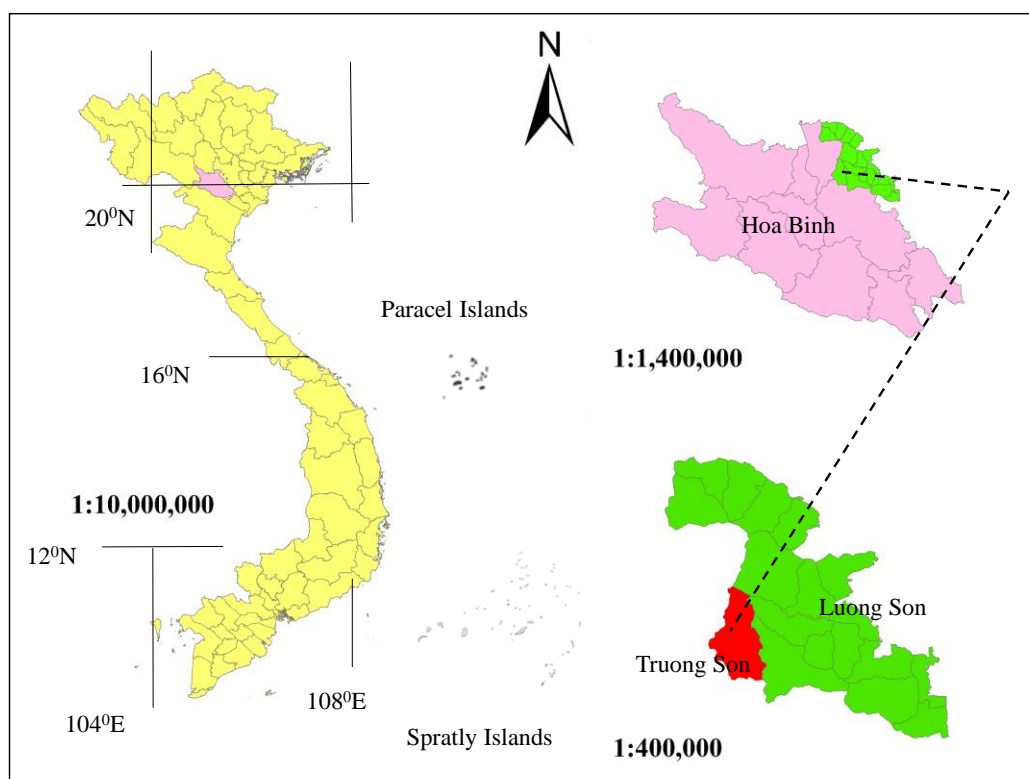 N
20⁰N
Hoa Binh
Paracel Islands
1:1,400,000
16⁰N
1:10,000,000
12⁰N
Luong Son
Truong Son
108⁰E
104⁰E
Spratly Islands
1:400,000